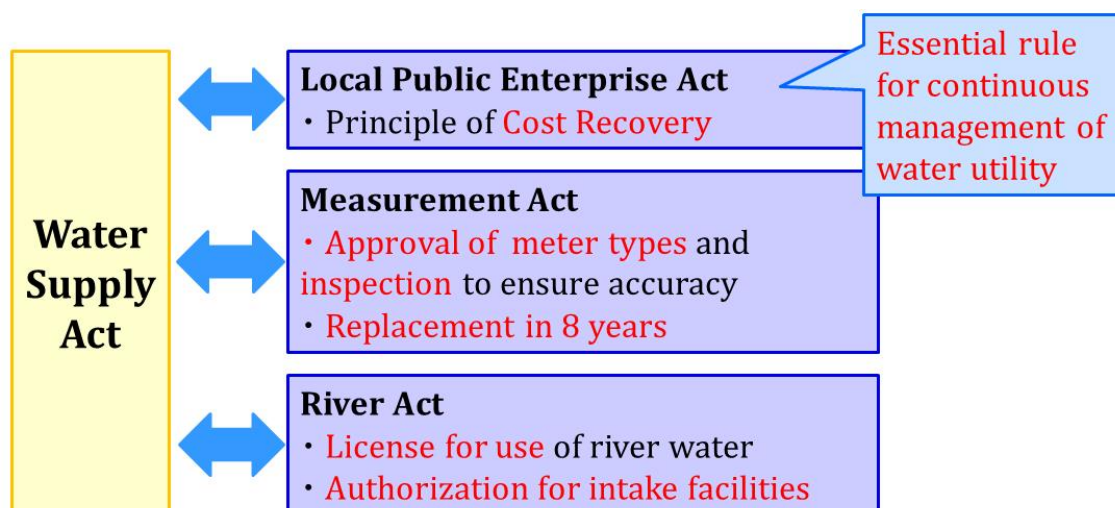 Water
Supply
Act
Local Public Enterprise Act
・Principle of Cost Recovery
Essential rule
for continuous
management of
water utility
Measurement Act
・Approval of meter types and
inspection to ensure accuracy
・Replacement in 8 years
River Act
・License for use of river water
・Authorization for intake facilities